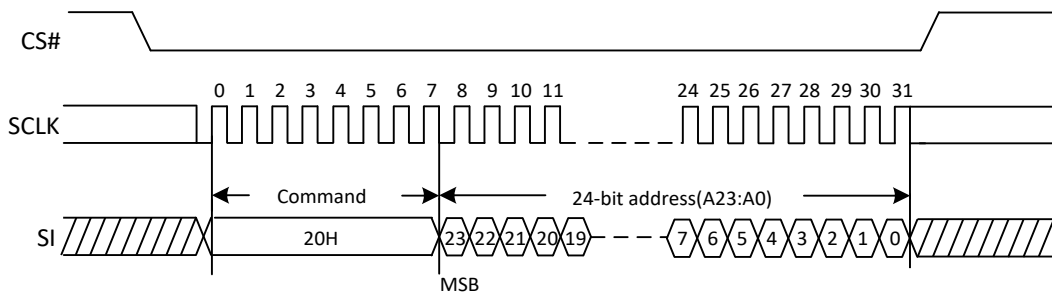 CS#
0 1 2 3 4 5 6 7 8 9 10 11 24 25 26 27 28 29 30 31
SCLK
Command 24-bit address(A23:A0)
SI 20H 23 22 21 20 19 7 6 5 4 3 2 1 0
MSB